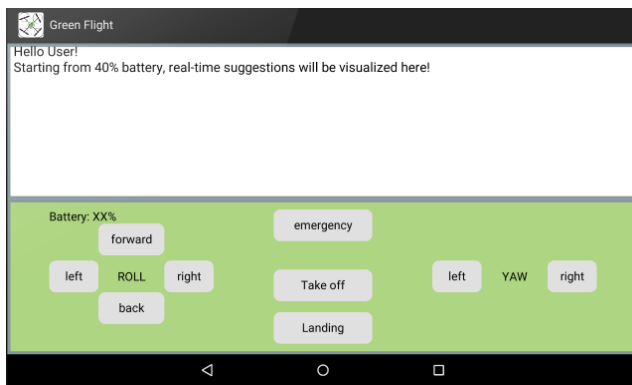 Green Flight
Hello User!
Starting from 40% battery, real-time suggestions will be visualized here!
Battery: XX%
emergency
forward
left ROLL right
left YAW right
Take off
back
Landing